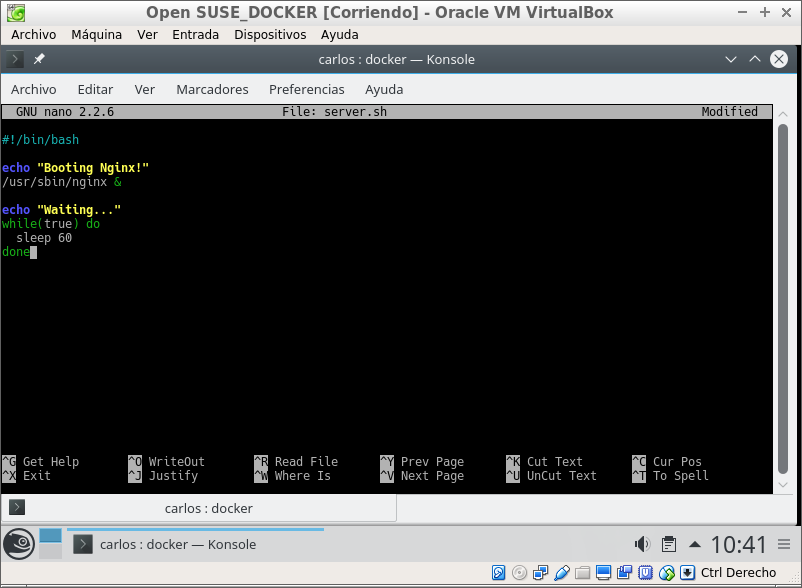 Open SUSE_DOCKER [Corriendo] - Oracle VM VirtualBox
Archivo Máquina Ver Entrada Dispositivos Ayuda
carlos : docker — Konsole
Archivo Editar Ver Marcadores Preferencias Ayuda
GNU nano 2.2.6 File: server.sh Modified
#!/bin/bash
echo "Booting Nginx!"
/usr/sbin/nginx &
echo "Waiting..."
while(true) do
sleep 60
done
^G Get Help ^O WriteOut ^R Read File ^Y Prev Page ^K Cut Text ^C Cur Pos
^X Exit ^J Justify ^W Where Is ^V Next Page ^U UnCut Text ^T To Spell
carlos : docker
carlos : docker — Konsole 10:41
Ctrl Derecho